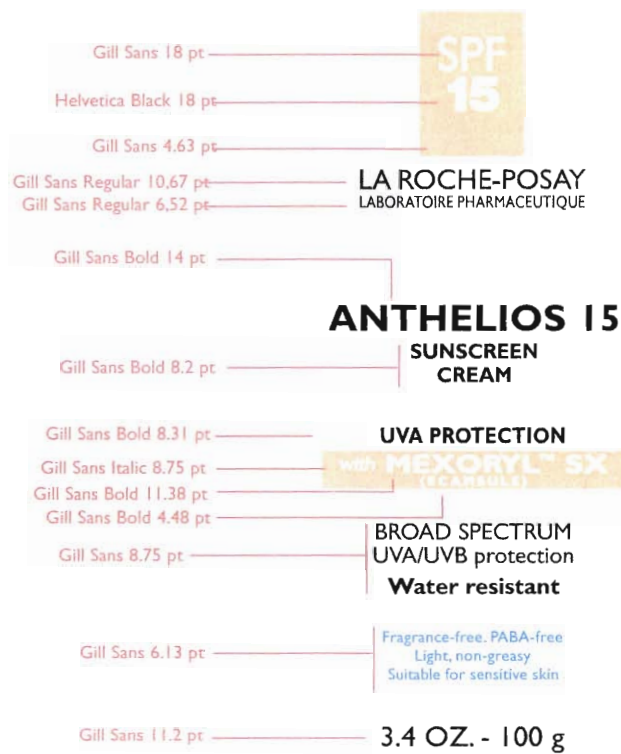 Gill Sans 18 pt
SPF
Helvetica Black 18 pt
15
Gill Sans 4.63 pt
Gill Sans Regular 10,67 pt
LA ROCHE-POSAY
Gill Sans Regular 6,52 pt
LABORATOIRE PHARMACEUTIQUE
Gill Sans Bold 14 pt
ANTHELIOS 15
SUNSCREEN
Gill Sans Bold 8.2 pt
CREAM
Gill Sans Bold 8.31 pt
UVA PROTECTION
Gill Sans Italic 8.75 pt
with MEXORYL™ SX
Gill Sans Bold 11.38 pt
(ECAMSULE)
Gill Sans Bold 4.48 pt
BROAD SPECTRUM
Gill Sans 8.75 pt
UVA/UVB protection
Water resistant
Fragrance-free. PABA-free
Gill Sans 6.13 pt
Light, non-greasy
Suitable for sensitive skin
Gill Sans 11.2 pt
3.4 OZ. - 100 g